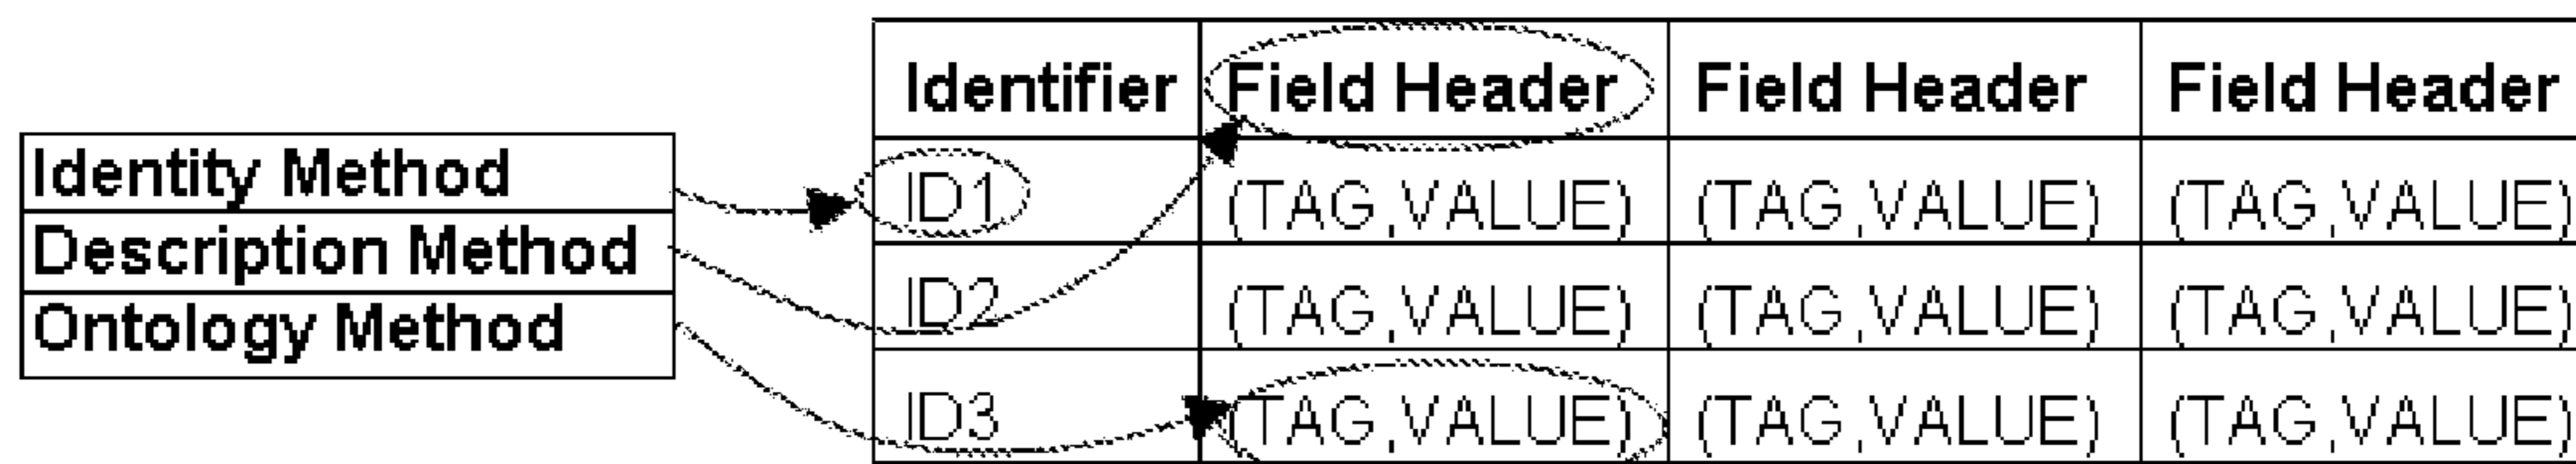 Identity Method
Description Method
Ontology Method
Identifier Field Header Field Header Field Header
ID1 (TAG,VALUE) (TAG,VALUE) (TAG,VALUE)
ID2 (TAG,VALUE) (TAG,VALUE) (TAG,VALUE)
ID3 (TAG,VALUE) (TAG,VALUE) (TAG,VALUE)